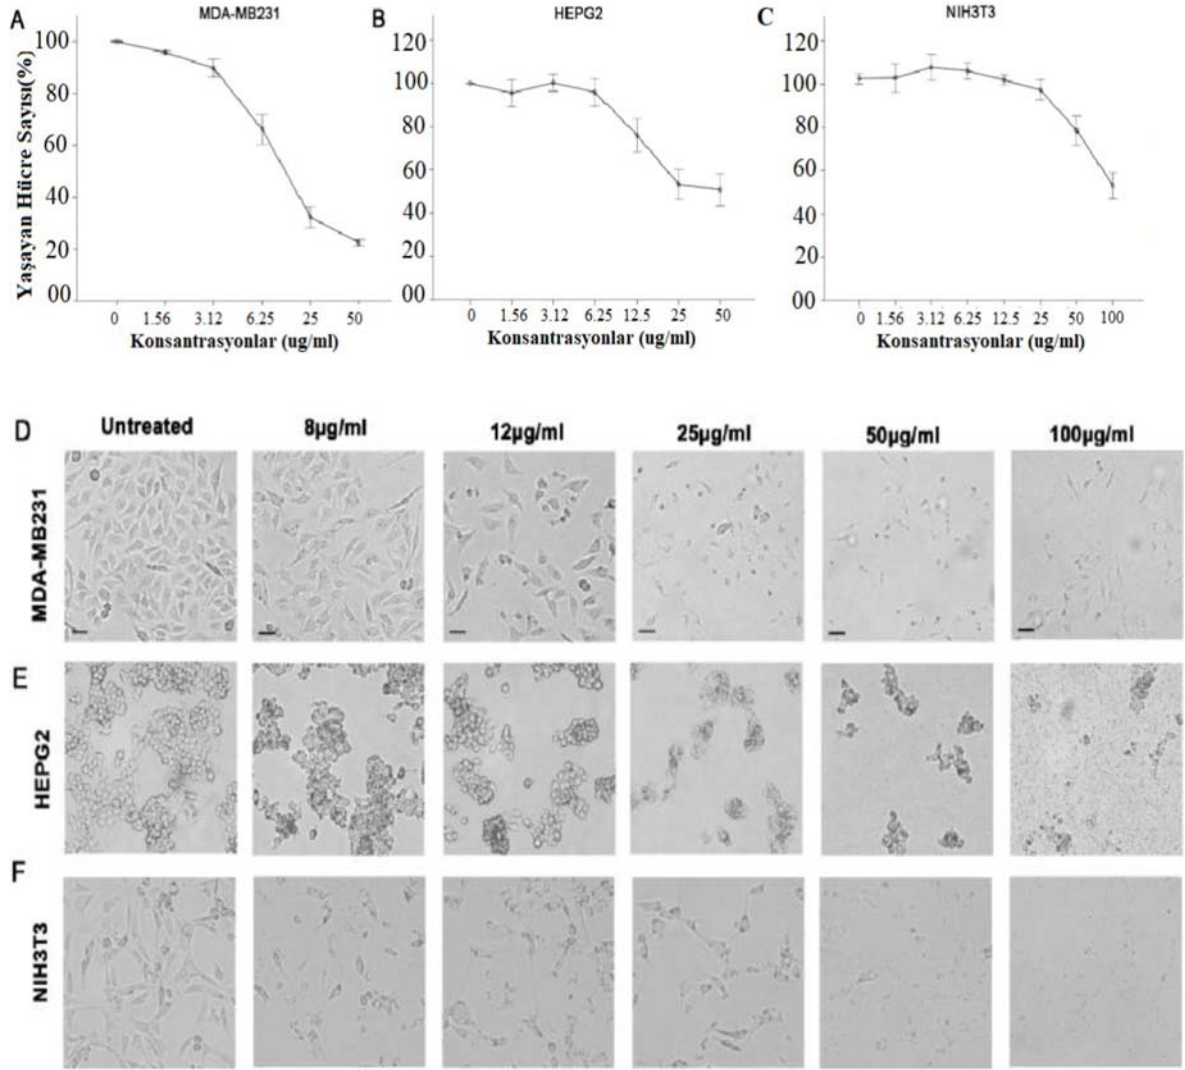 A
MDA-MB231
Yaşayan Hücre Sayısı(%)
100
80
60
40
20
00
0 1.56 3.12 6.25 25 50
Konsantrasyonlar (ug/ml)
B
HEPG2
120
100
80
60
40
20
00
0 1.56 3.12 6.25 12.5 25 50
Konsantrasyonlar (ug/ml)
C
NIH3T3
120
100
80
60
40
20
00
0 1.56 3.12 6.25 12.5 25 50 100
Konsantrasyonlar (ug/ml)
D
Untreated 8µg/ml 12µg/ml 25µg/ml 50µg/ml 100µg/ml
MDA-MB231
E
HEPG2
F
NIH3T3